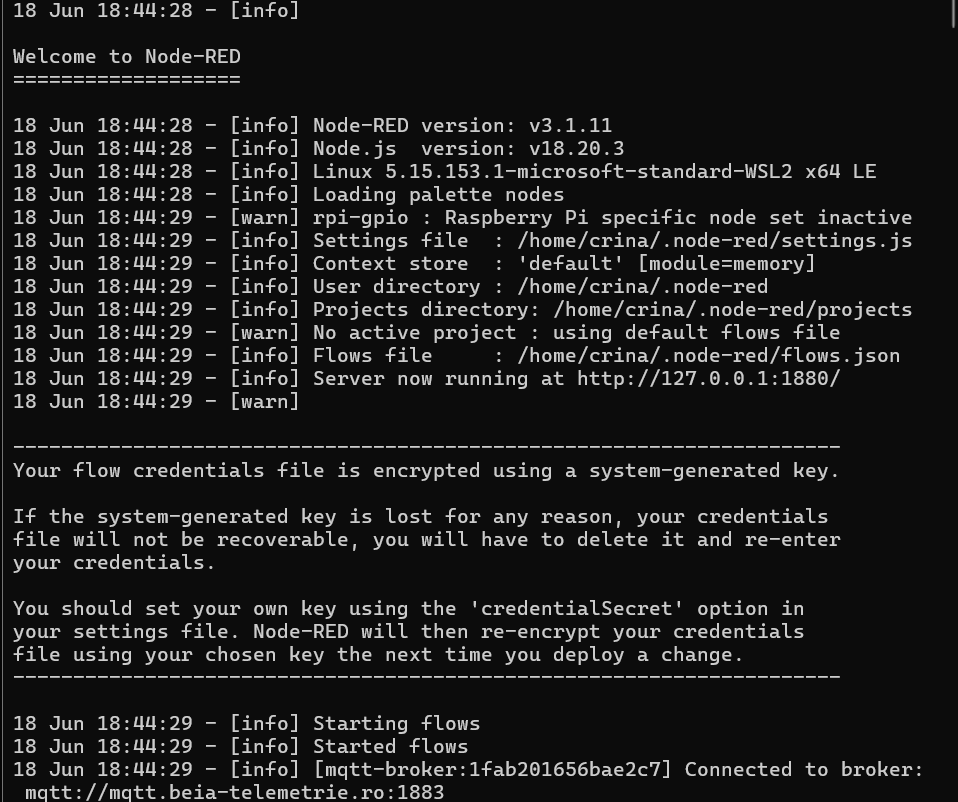 18 Jun 18:44:28 - [info]
Welcome to Node-RED
===================
18 Jun 18:44:28 - [info] Node-RED version: v3.1.11
18 Jun 18:44:28 - [info] Node.js  version: v18.20.3
18 Jun 18:44:28 - [info] Linux 5.15.153.1-microsoft-standard-WSL2 x64 LE
18 Jun 18:44:28 - [info] Loading palette nodes
18 Jun 18:44:29 - [warn] rpi-gpio : Raspberry Pi specific node set inactive
18 Jun 18:44:29 - [info] Settings file  : /home/crina/.node-red/settings.js
18 Jun 18:44:29 - [info] Context store  : 'default' [module=memory]
18 Jun 18:44:29 - [info] User directory : /home/crina/.node-red
18 Jun 18:44:29 - [info] Projects directory: /home/crina/.node-red/projects
18 Jun 18:44:29 - [warn] No active project : using default flows file
18 Jun 18:44:29 - [info] Flows file     : /home/crina/.node-red/flows.json
18 Jun 18:44:29 - [info] Server now running at http://127.0.0.1:1880/
18 Jun 18:44:29 - [warn]
---------------------------------------------------------------------
Your flow credentials file is encrypted using a system-generated key.
If the system-generated key is lost for any reason, your credentials
file will not be recoverable, you will have to delete it and re-enter
your credentials.
You should set your own key using the 'credentialSecret' option in
your settings file. Node-RED will then re-encrypt your credentials
file using your chosen key the next time you deploy a change.
---------------------------------------------------------------------
18 Jun 18:44:29 - [info] Starting flows
18 Jun 18:44:29 - [info] Started flows
18 Jun 18:44:29 - [info] [mqtt-broker:1fab201656bae2c7] Connected to broker:
mqtt://mqtt.beia-telemetrie.ro:1883